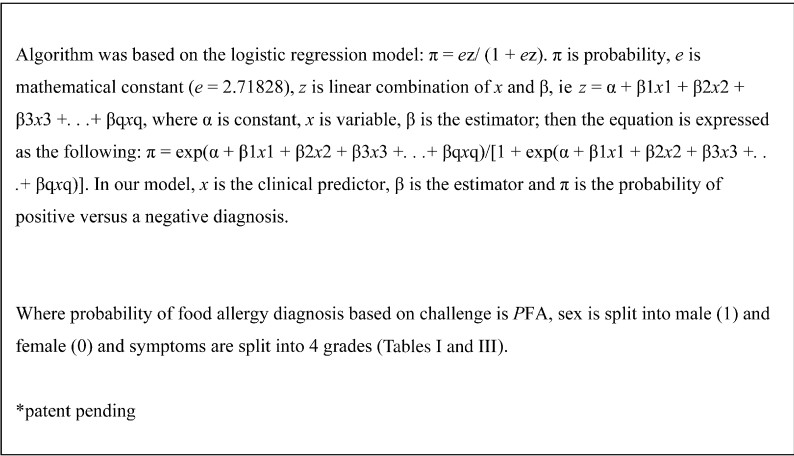 Algorithm was based on the logistic regression model: π = ez/ (1 + ez). π is probability, e is
mathematical constant (e = 2.71828), z is linear combination of x and β, ie z = α + β1x1 + β2x2 +
β3x3 +. . .+ βqxq, where α is constant, x is variable, β is the estimator; then the equation is expressed
as the following: π = exp(α + β1x1 + β2x2 + β3x3 +. . .+ βqxq)/[1 + exp(α + β1x1 + β2x2 + β3x3 +. .
.+ βqxq)]. In our model, x is the clinical predictor, β is the estimator and π is the probability of
positive versus a negative diagnosis.
Where probability of food allergy diagnosis based on challenge is PFA, sex is split into male (1) and
female (0) and symptoms are split into 4 grades (Tables I and III).
*patent pending